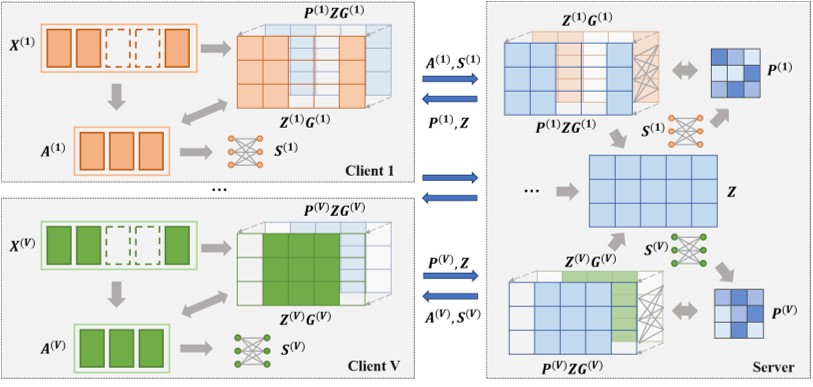 P^(1)ZG^(1)
X^(1)
Z^(1)G^(1)
A^(1)
S^(1)
Client 1
...
P^(V)ZG^(V)
X^(V)
Z^(V)G^(V)
A^(V)
S^(V)
Client V
A^(1), S^(1)
P^(1), Z
P^(V), Z
A^(V), S^(V)
Z^(1)G^(1)
P^(1)
P^(1)ZG^(1)
S^(1)
...
Z
S^(V)
Z^(V)G^(V)
P^(V)
P^(V)ZG^(V)
Server